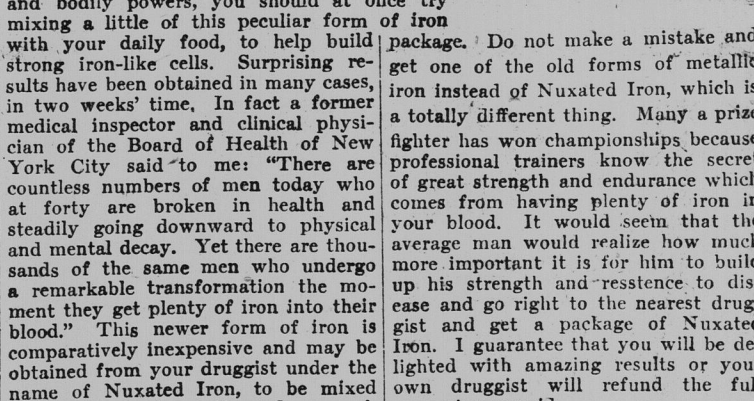 and bodily powers, you should at once try
mixing a little of this peculiar form of iron
with your daily food, to help build
strong iron-like cells. Surprising re-
sults have been obtained in many cases,
in two weeks' time. In fact a former
medical inspector and clinical physi-
cian of the Board of Health of New
York City said to me: "There are
countless numbers of men today who
at forty are broken in health and
steadily going downward to physical
and mental decay. Yet there are thou-
sands of the same men who undergo
a remarkable transformation the mo-
ment they get plenty of iron into their
blood." This newer form of iron is
comparatively inexpensive and may be
obtained from your druggist under the
name of Nuxated Iron, to be mixed
package. Do not make a mistake and
get one of the old forms of metallic
iron instead of Nuxated Iron, which is
a totally different thing. Many a prize
fighter has won championships because
professional trainers know the secre
of great strength and endurance which
comes from having plenty of iron in
your blood. It would seem that the
average man would realize how much
more important it is for him to build
up his strength and resstence to dis
ease and go right to the nearest drug
gist and get a package of Nuxated
Iron. I guarantee that you will be de
lighted with amazing results or you
own druggist will refund the ful